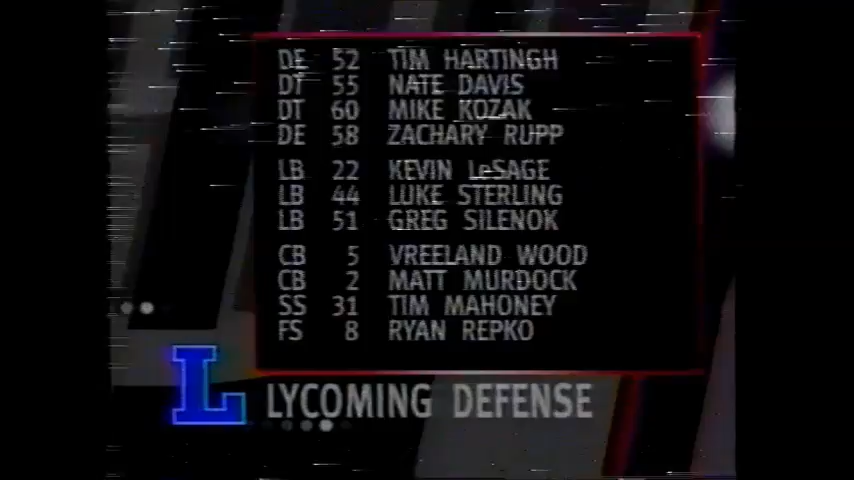 DE 52 TIM HARTINGH
DT 55 NATE DAVIS
DT 60 MIKE KOZAK
DE 58 ZACHARY RUPP
LB 22 KEVIN LeSAGE
LB 44 LUKE STERLING
LB 51 GREG SILENOK
CB 5 VREELAND WOOD
CB 2 MATT MURDOCK
SS 31 TIM MAHONEY
FS 8 RYAN REPKO
L LYCOMING DEFENSE